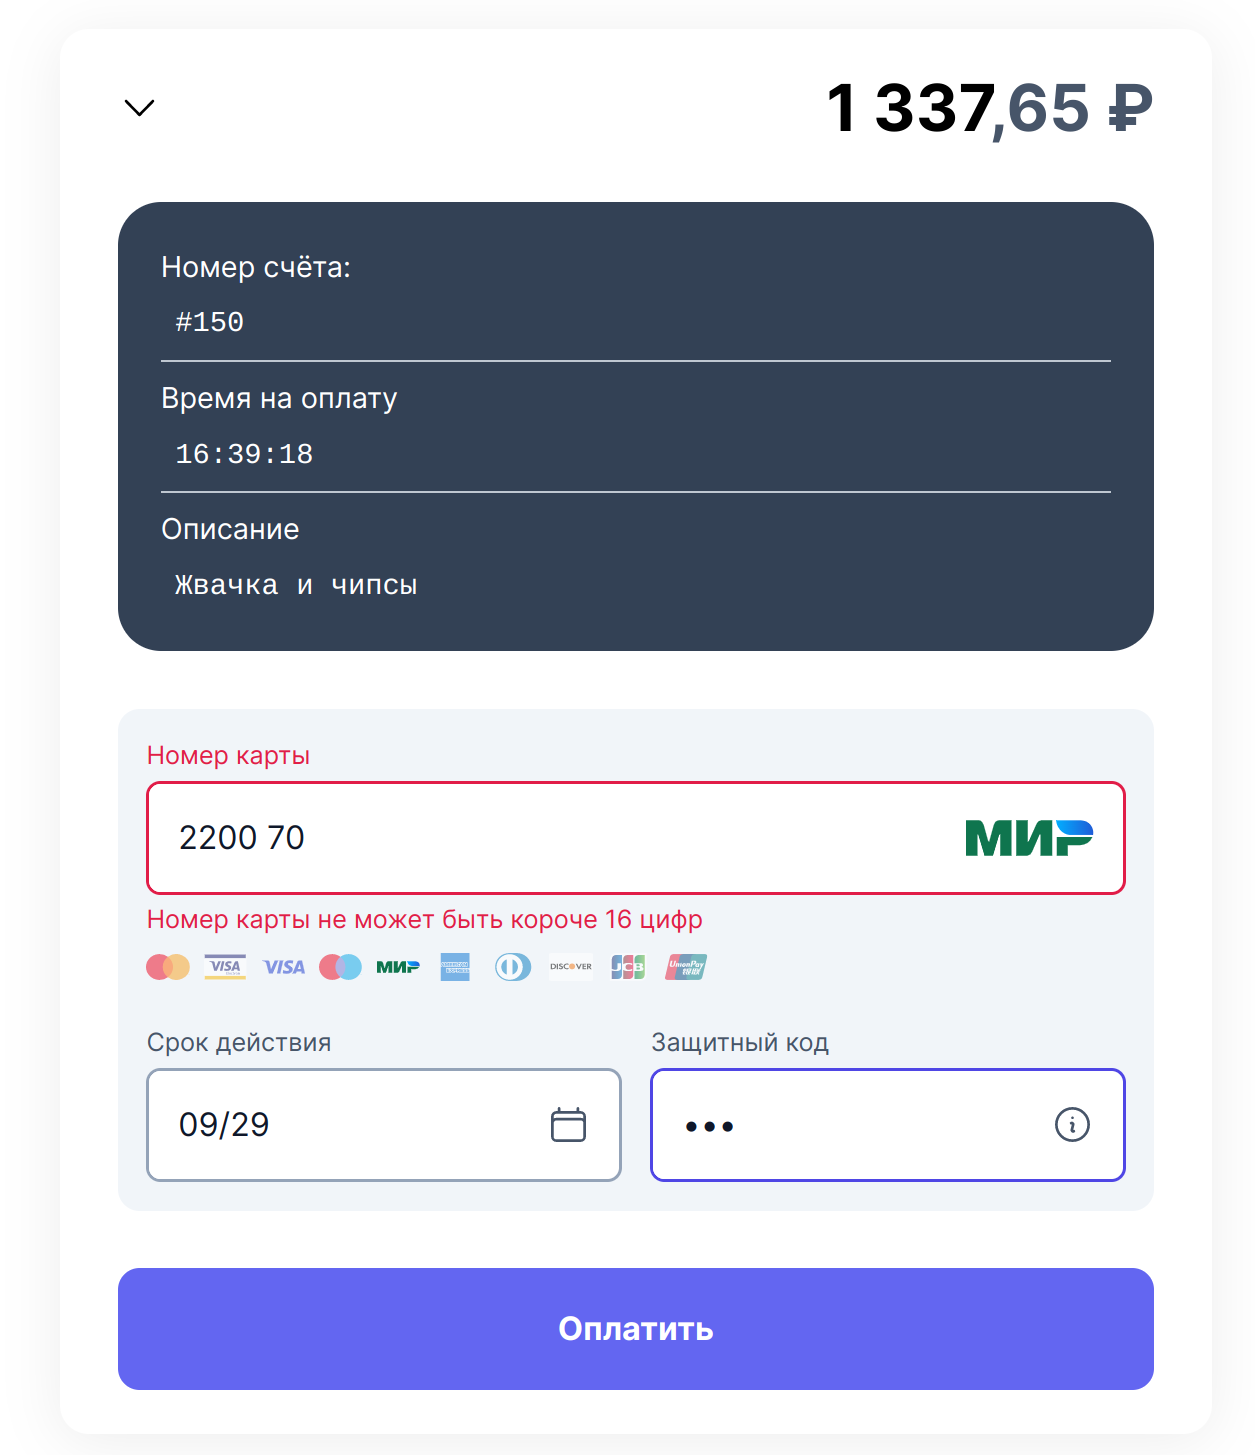 1 337,65 ₽
Номер счёта:
#150
Время на оплату
16:39:18
Описание
Жвачка и чипсы
Номер карты
2200 70
МИР
Номер карты не может быть короче 16 цифр
VISA VISA МИР DISCOVER JCB UnionPay
Срок действия
Защитный код
09/29
•••
Оплатить